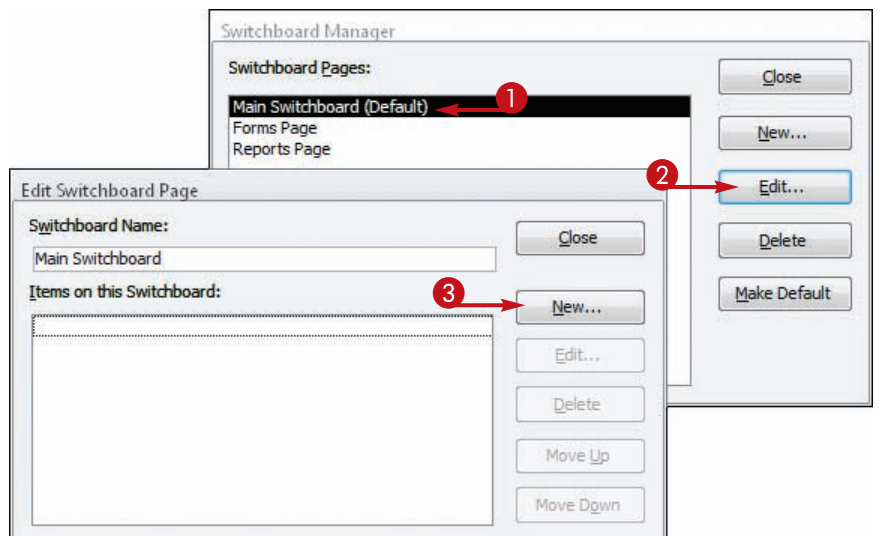 Switchboard Manager
Switchboard Pages:
Main Switchboard (Default)
Forms Page
Reports Page
1
Close
New...
2
Edit...
Delete
Make Default
Edit Switchboard Page
Switchboard Name:
Main Switchboard
Items on this Switchboard:
Close
3
New...
Edit...
Delete
Move Up
Move Down